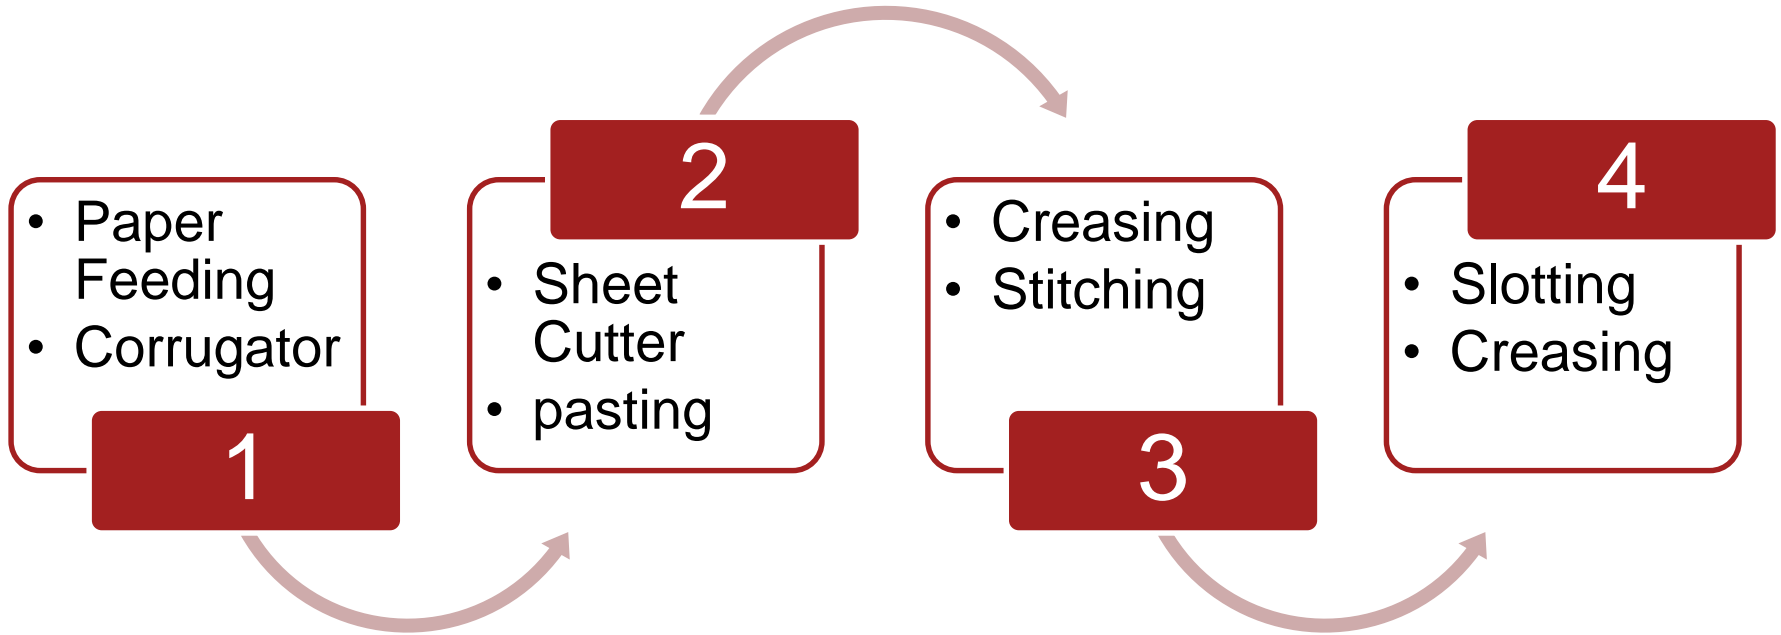 • Paper
Feeding
• Corrugator
1
2
• Sheet
Cutter
• pasting
• Creasing
• Stitching
3
4
• Slotting
• Creasing